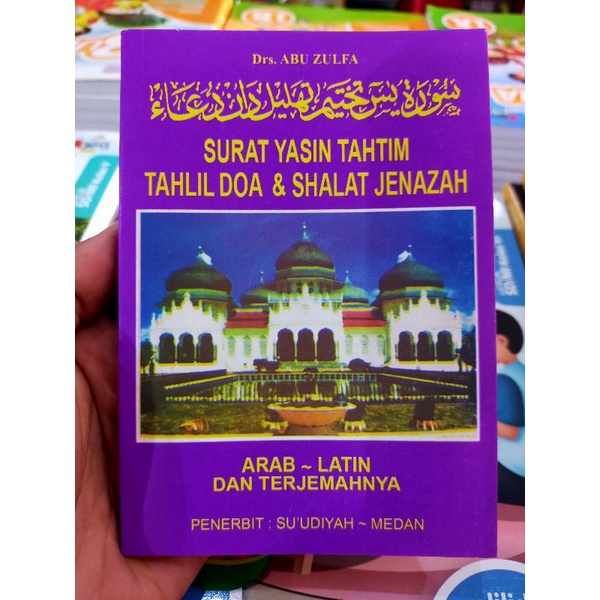 Drs. ABU ZULFA
سورة يس تختيم تهليل دان دعاء
SURAT YASIN TAHTIM
TAHLIL DOA & SHALAT JENAZAH
ARAB ~ LATIN
DAN TERJEMAHNYA
PENERBIT : SU'UDIYAH ~ MEDAN